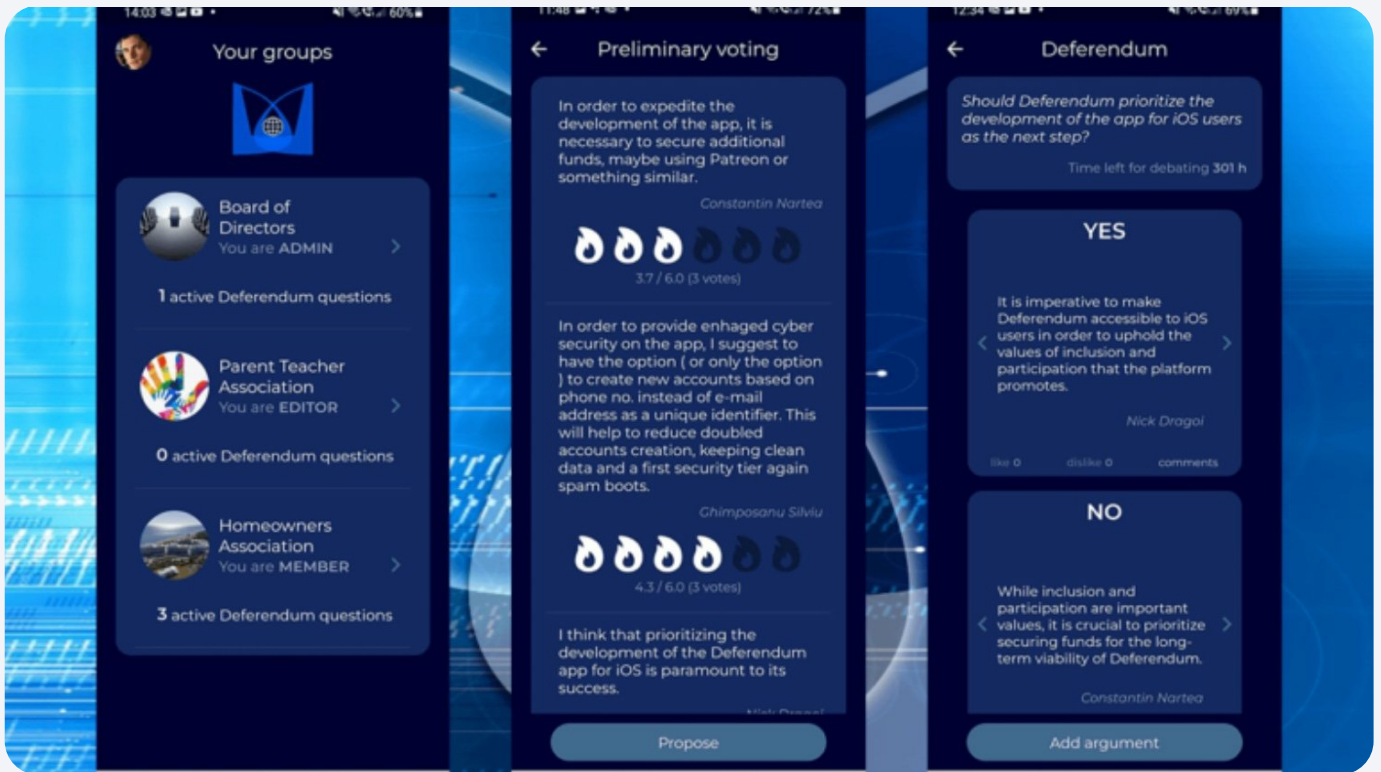 14:03
60%
Your groups
Board of
Directors
You are ADMIN
1 active Deferendum questions
Parent Teacher
Association
You are EDITOR
0 active Deferendum questions
Homeowners
Association
You are MEMBER
3 active Deferendum questions
11:48
72%
Preliminary voting
In order to expedite the
development of the app, it is
necessary to secure additional
funds, maybe using Patreon or
something similar.
Constantin Nartea
3.7 / 6.0 (3 votes)
In order to provide enhaged cyber
security on the app, I suggest to
have the option ( or only the option
) to create new accounts based on
phone no. instead of e-mail
address as a unique identifier. This
will help to reduce doubled
accounts creation, keeping clean
data and a first security tier again
spam boots.
Ghimposanu Silviu
4.3 / 6.0 (3 votes)
I think that prioritizing the
development of the Deferendum
app for iOS is paramount to its
success.
Nick Dragoi
Propose
12:34
69%
Deferendum
Should Deferendum prioritize the
development of the app for iOS users
as the next step?
Time left for debating 301 h
YES
It is imperative to make
Deferendum accessible to iOS
users in order to uphold the
values of inclusion and
participation that the platform
promotes.
Nick Dragoi
like 0 dislike 0 comments
NO
While inclusion and
participation are important
values, it is crucial to prioritize
securing funds for the long-
term viability of Deferendum.
Constantin Nartea
Add argument